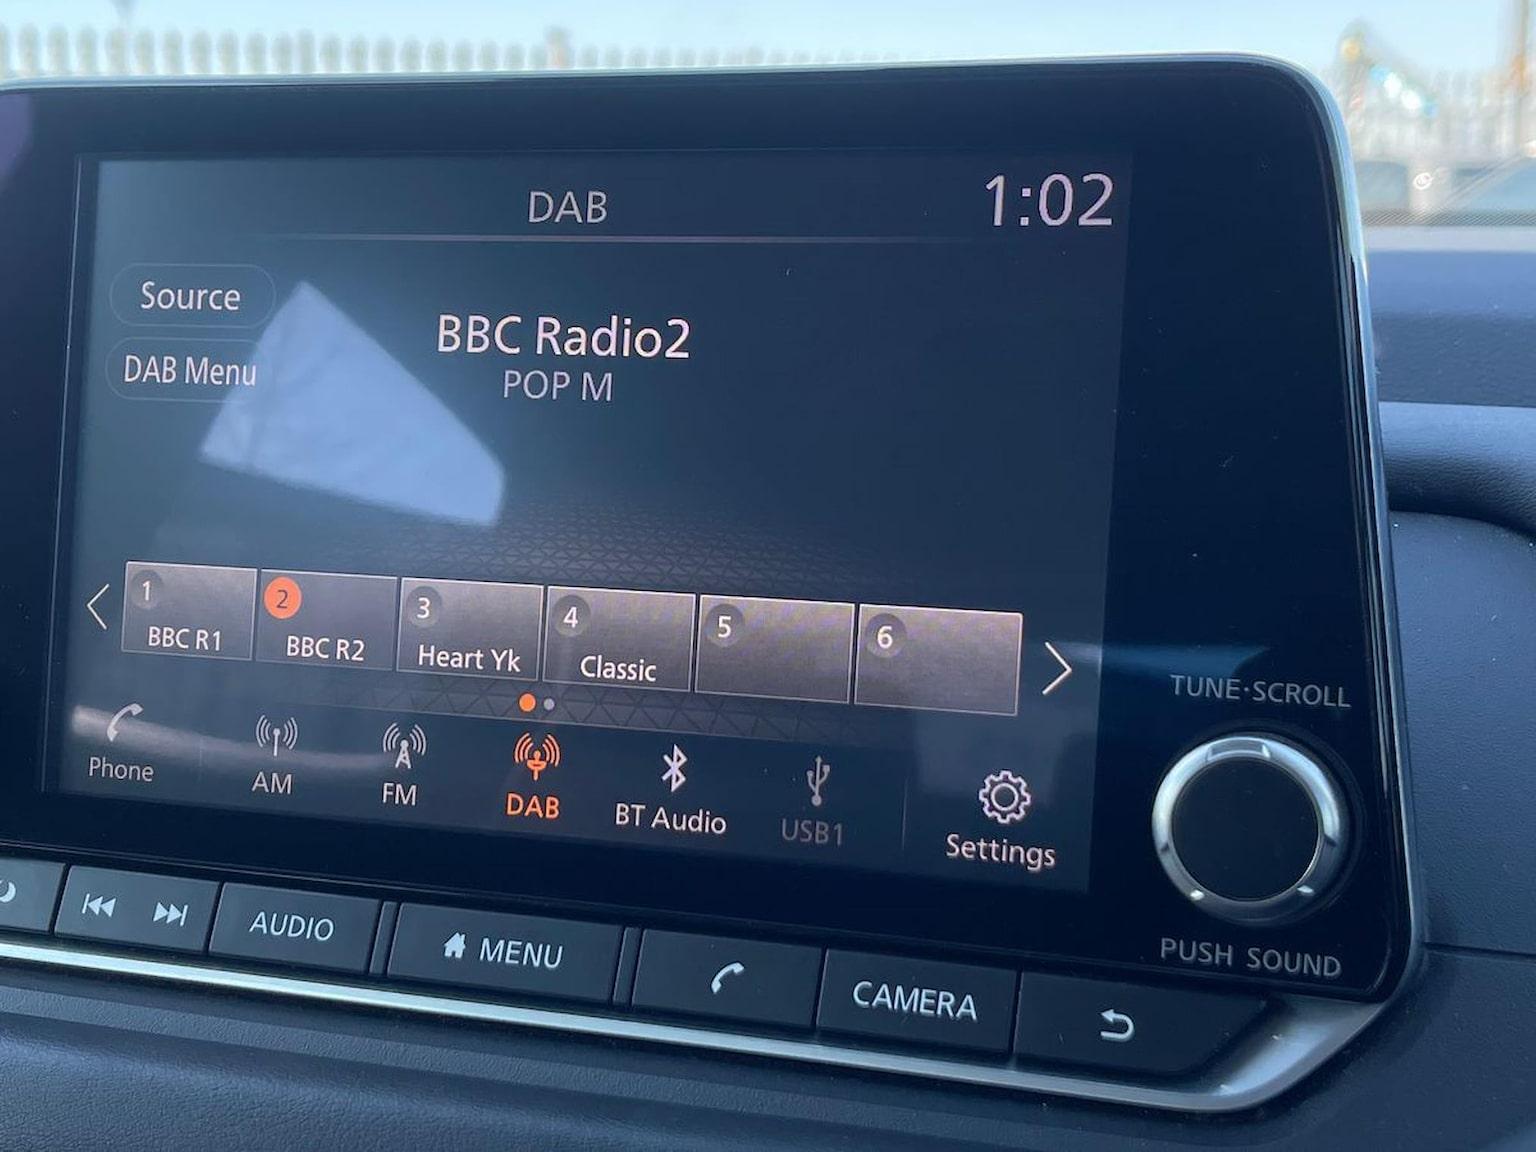 DAB
1:02
Source
DAB Menu
BBC Radio2
POP M
1
BBC R1
2
BBC R2
3
Heart Yk
4
Classic
5
6
Phone
AM
FM
DAB
BT Audio
USB1
Settings
TUNE·SCROLL
PUSH SOUND
AUDIO
MENU
CAMERA